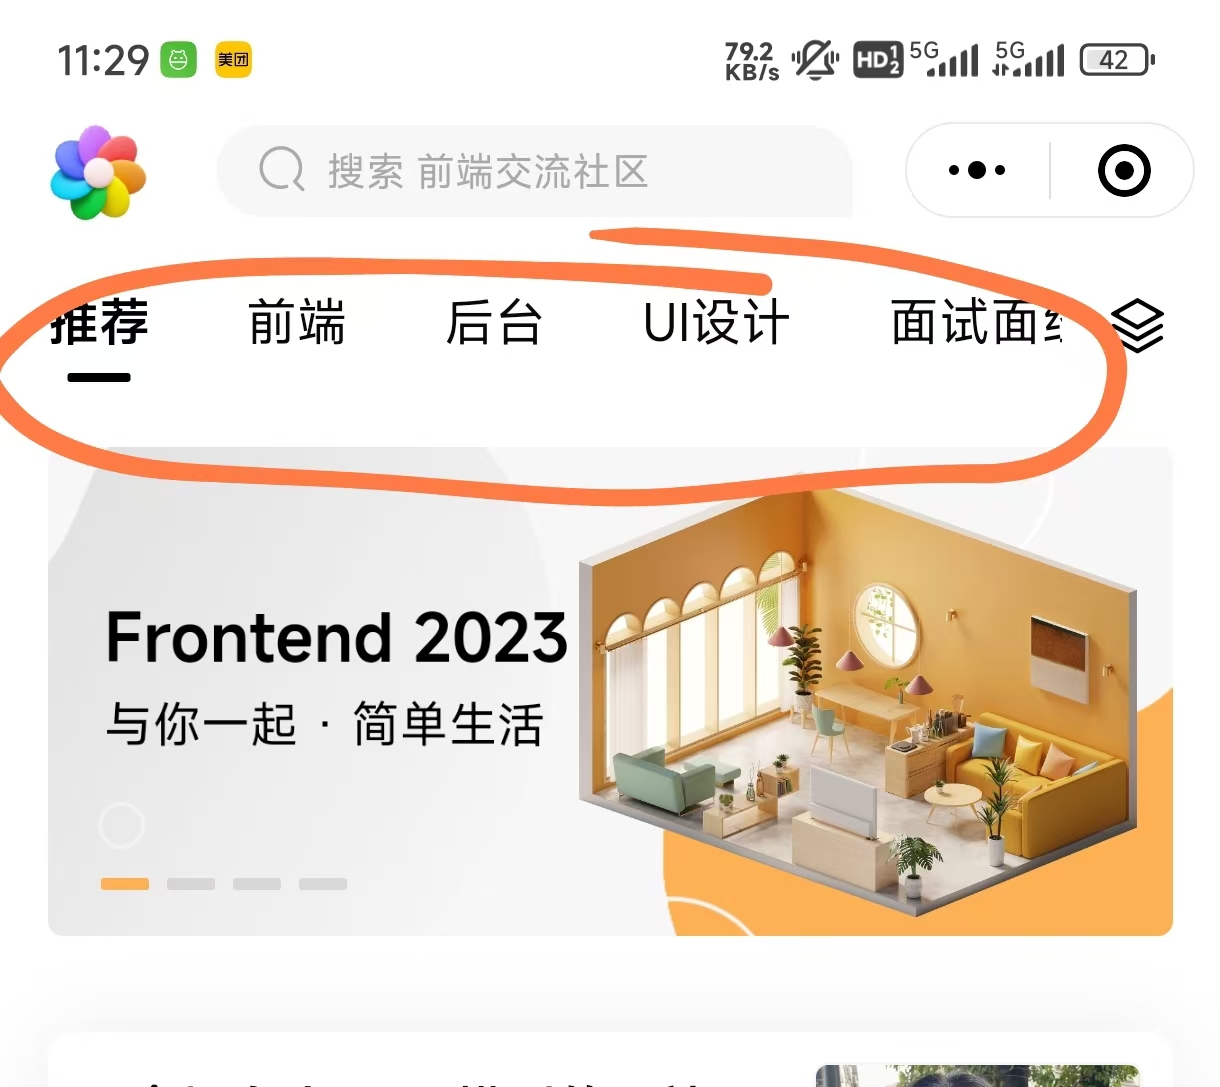 11:29 美团 79.2 KB/s HD 1 2 5G 5G 42
搜索 前端交流社区
推荐 前端 后台 UI设计 面试面
Frontend 2023
与你一起 · 简单生活